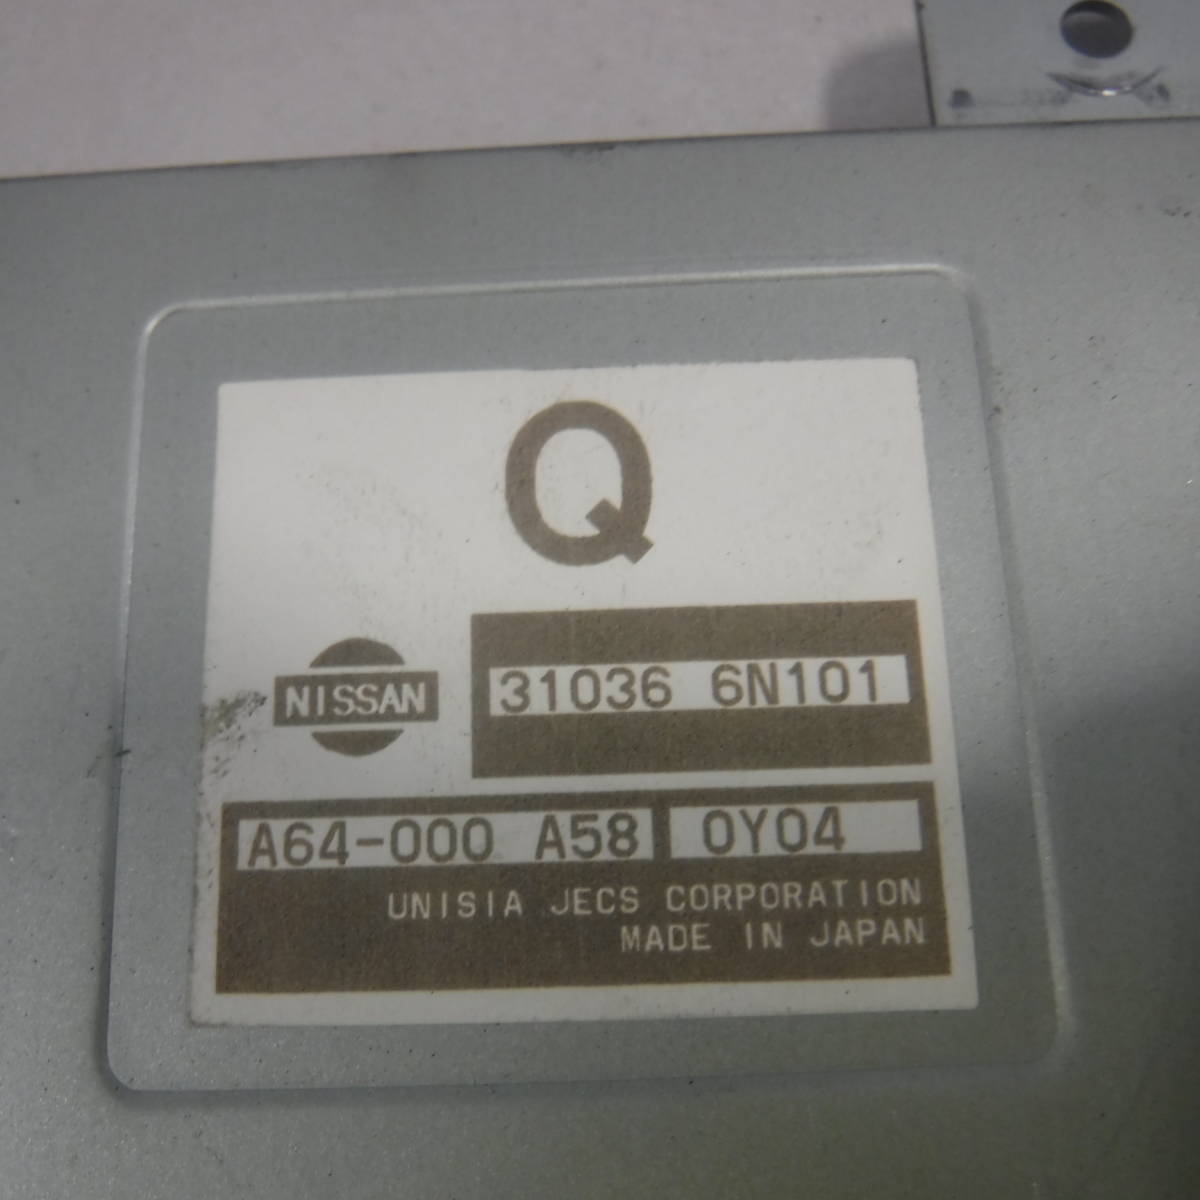 Q
NISSAN
31036 6N101
A64-000 A58 0Y04
UNISIA JECS CORPORATION
MADE IN JAPAN